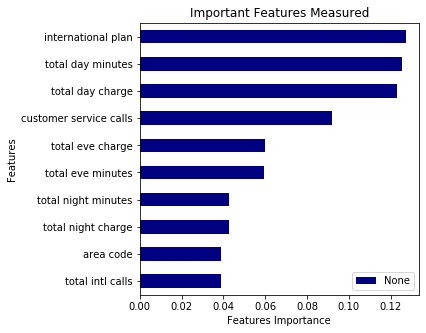 Important Features Measured
international plan
total day minutes
total day charge
customer service calls
total eve charge
total eve minutes
total night minutes
total night charge
area code
total intl calls
Features
None
0.00 0.02 0.04 0.06 0.08 0.10 0.12
Features Importance